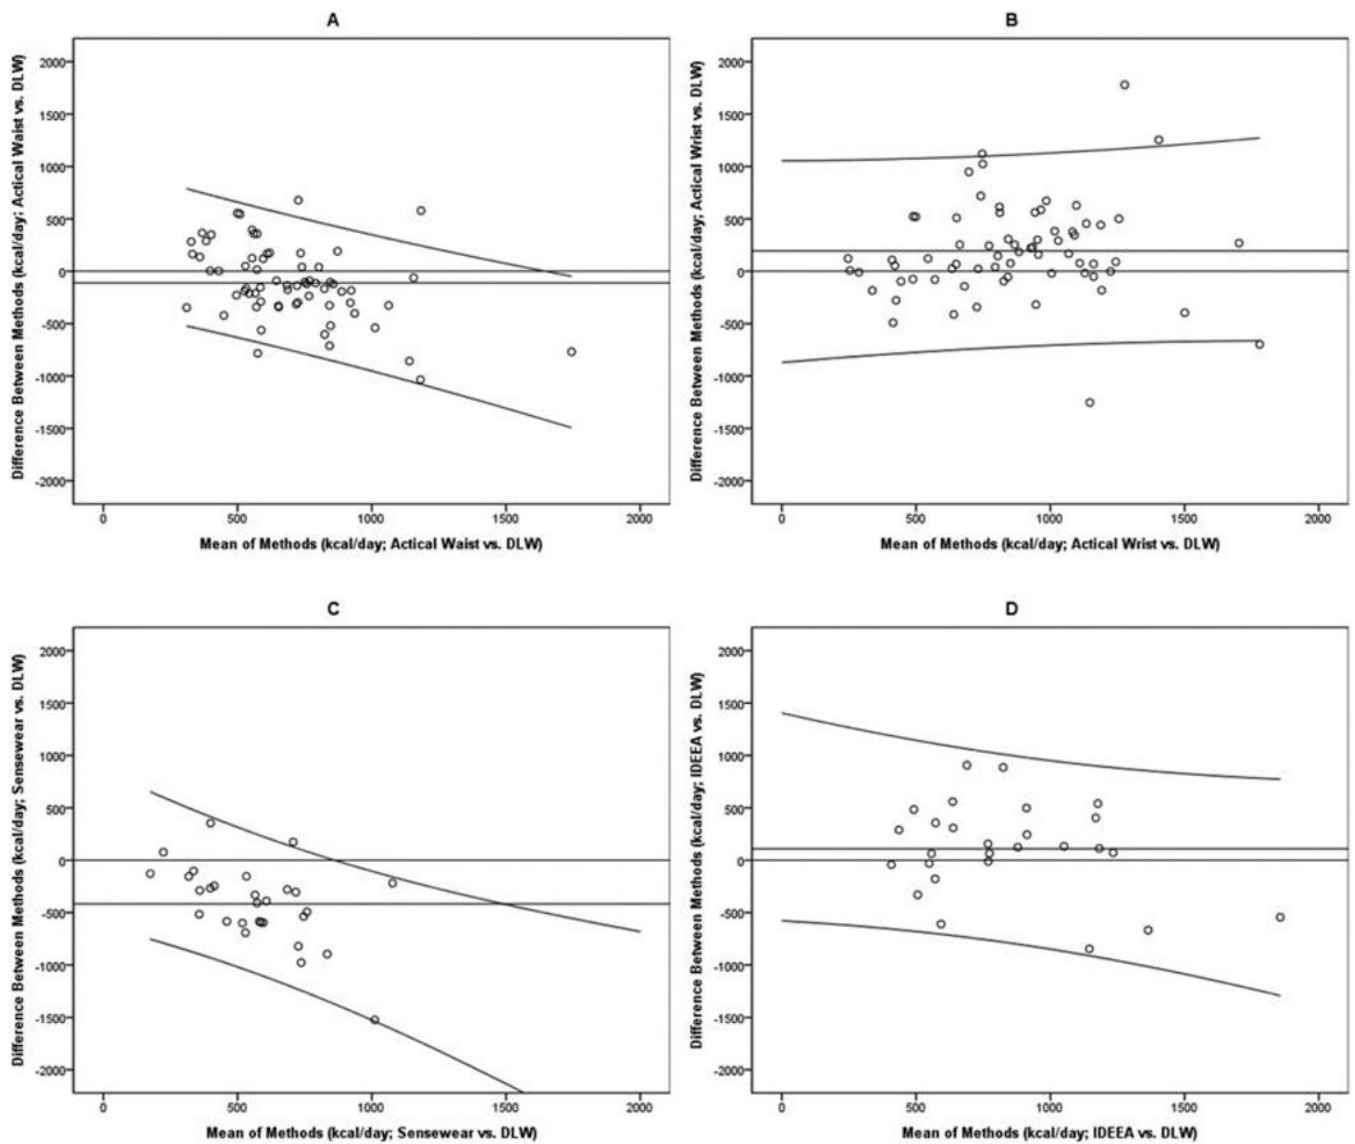 A
Difference Between Methods (kcal/day; Actical Waist vs. DLW)
2000
1500
1000
500
0
-500
-1000
-1500
-2000
0 500 1000 1500 2000
Mean of Methods (kcal/day; Actical Waist vs. DLW)
B
Difference Between Methods (kcal/day; Actical Wrist vs. DLW)
2000
1500
1000
500
0
-500
-1000
-1500
-2000
0 500 1000 1500 2000
Mean of Methods (kcal/day; Actical Wrist vs. DLW)
C
Difference Between Methods (kcal/day; Sensewear vs. DLW)
2000
1500
1000
500
0
-500
-1000
-1500
-2000
0 500 1000 1500 2000
Mean of Methods (kcal/day; Sensewear vs. DLW)
D
Difference Between Methods (kcal/day; IDEEA vs. DLW)
2000
1500
1000
500
0
-500
-1000
-1500
-2000
0 500 1000 1500 2000
Mean of Methods (kcal/day; IDEEA vs. DLW)